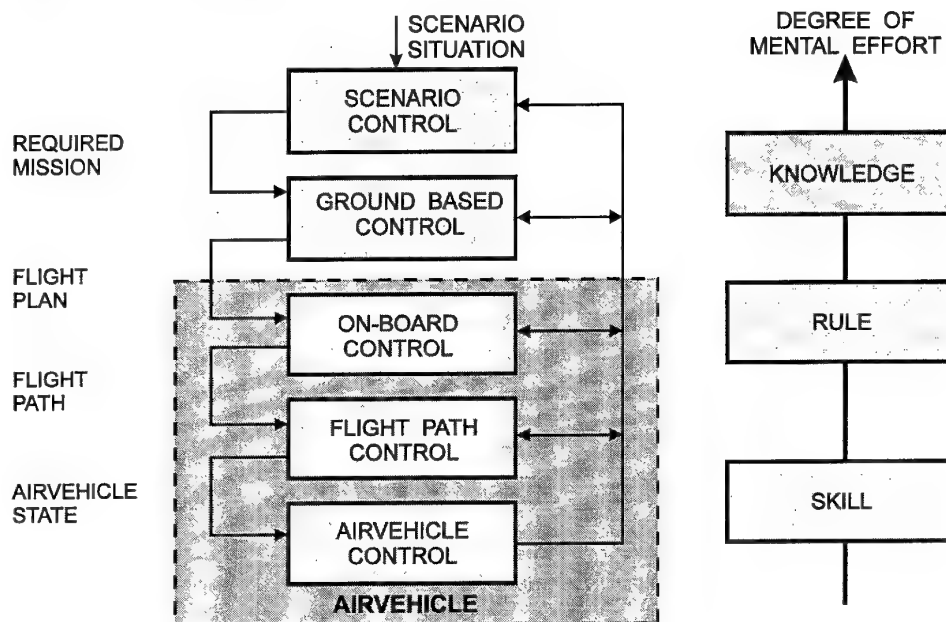 SCENARIO
SITUATION
SCENARIO
CONTROL
REQUIRED
MISSION
GROUND BASED
CONTROL
FLIGHT
PLAN
ON-BOARD
CONTROL
FLIGHT
PATH
FLIGHT PATH
CONTROL
AIRVEHICLE
STATE
AIRVEHICLE
CONTROL
AIRVEHICLE
DEGREE OF
MENTAL EFFORT
KNOWLEDGE
RULE
SKILL